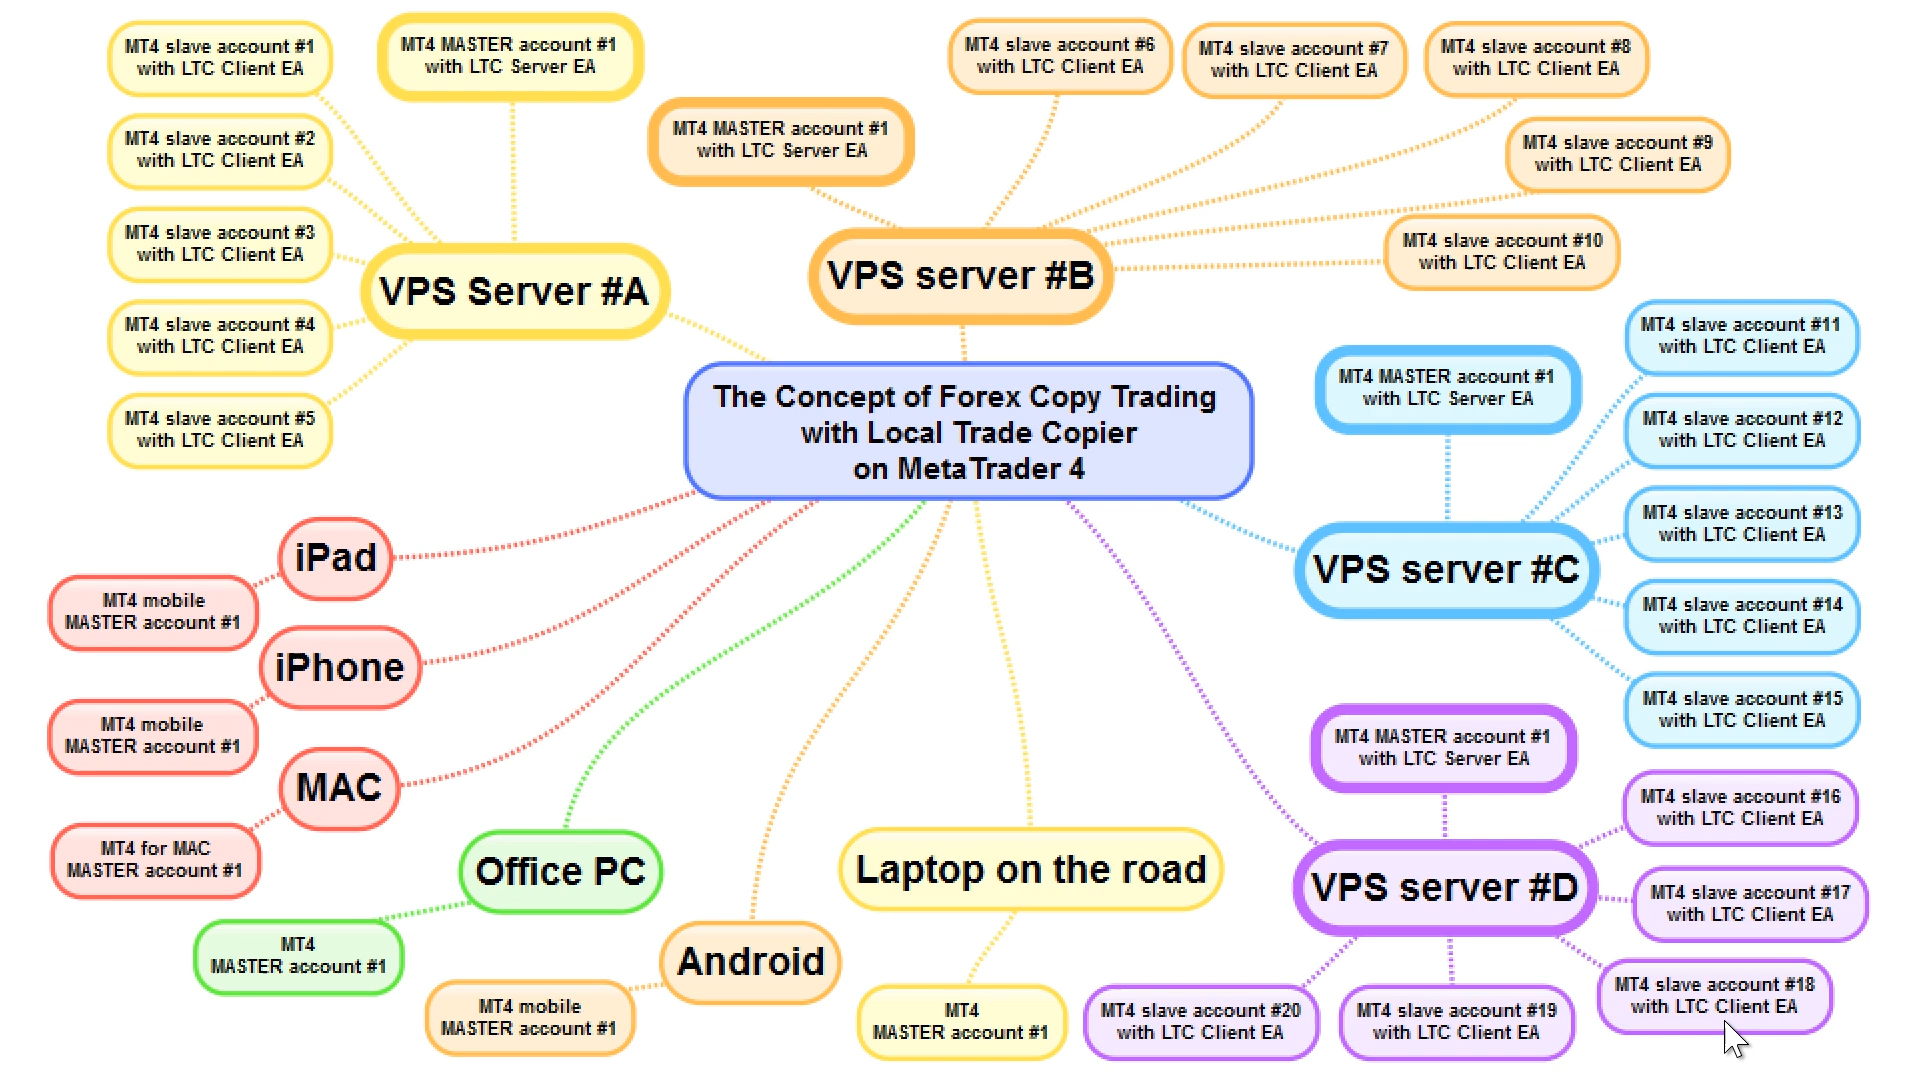 MT4 slave account #1
with LTC Client EA
MT4 MASTER account #1
with LTC Server EA
MT4 slave account #2
with LTC Client EA
MT4 slave account #3
with LTC Client EA
MT4 slave account #4
with LTC Client EA
MT4 slave account #5
with LTC Client EA
VPS Server #A
MT4 MASTER account #1
with LTC Server EA
MT4 slave account #6
with LTC Client EA
MT4 slave account #7
with LTC Client EA
MT4 slave account #8
with LTC Client EA
MT4 slave account #9
with LTC Client EA
MT4 slave account #10
with LTC Client EA
VPS server #B
The Concept of Forex Copy Trading
with Local Trade Copier
on MetaTrader 4
MT4 MASTER account #1
with LTC Server EA
MT4 slave account #11
with LTC Client EA
MT4 slave account #12
with LTC Client EA
MT4 slave account #13
with LTC Client EA
MT4 slave account #14
with LTC Client EA
MT4 slave account #15
with LTC Client EA
VPS server #C
iPad
MT4 mobile
MASTER account #1
iPhone
MT4 mobile
MASTER account #1
MAC
MT4 for MAC
MASTER account #1
Office PC
MT4
MASTER account #1
Android
MT4 mobile
MASTER account #1
Laptop on the road
MT4
MASTER account #1
MT4 MASTER account #1
with LTC Server EA
VPS server #D
MT4 slave account #16
with LTC Client EA
MT4 slave account #17
with LTC Client EA
MT4 slave account #18
with LTC Client EA
MT4 slave account #19
with LTC Client EA
MT4 slave account #20
with LTC Client EA